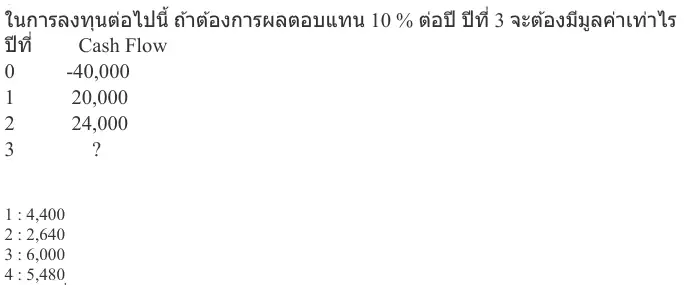 ในการลงทุนต่อไปนี้ ถ้าต้องการผลตอบแทน 10 % ต่อปี ปีที่ 3 จะต้องมีมูลค่าเท่าไร
ปีที่ Cash Flow
0 -40,000
1 20,000
2 24,000
3 ?
1 : 4,400
2 : 2,640
3 : 6,000
4 : 5,480